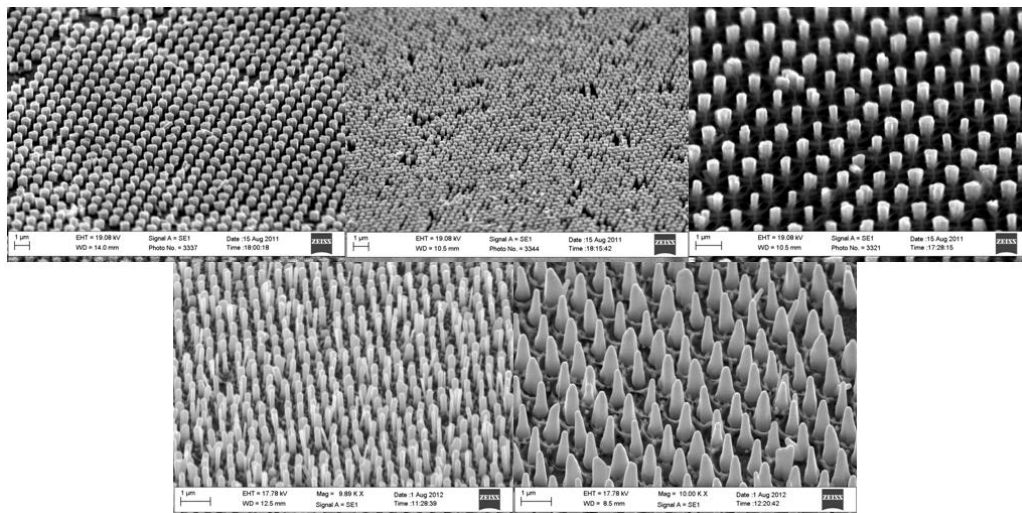 1 µm EHT = 19.08 kV Signal A = SE1 Date :15 Aug 2011 ZEISS
WD = 14.0 mm Photo No. = 3337 Time :18:00:18
1 µm EHT = 19.08 kV Signal A = SE1 Date :15 Aug 2011 ZEISS
WD = 10.5 mm Photo No. = 3344 Time :18:15:42
1 µm EHT = 19.08 kV Signal A = SE1 Date :15 Aug 2011 ZEISS
WD = 10.5 mm Photo No. = 3321 Time :17:28:15
1 µm EHT = 17.78 kV Mag = 9.89 K X Date :1 Aug 2012 ZEISS
WD = 12.5 mm Signal A = SE1 Time :11:28:39
1 µm EHT = 17.78 kV Mag = 10.00 K X Date :1 Aug 2012 ZEISS
WD = 8.5 mm Signal A = SE1 Time :12:20:42